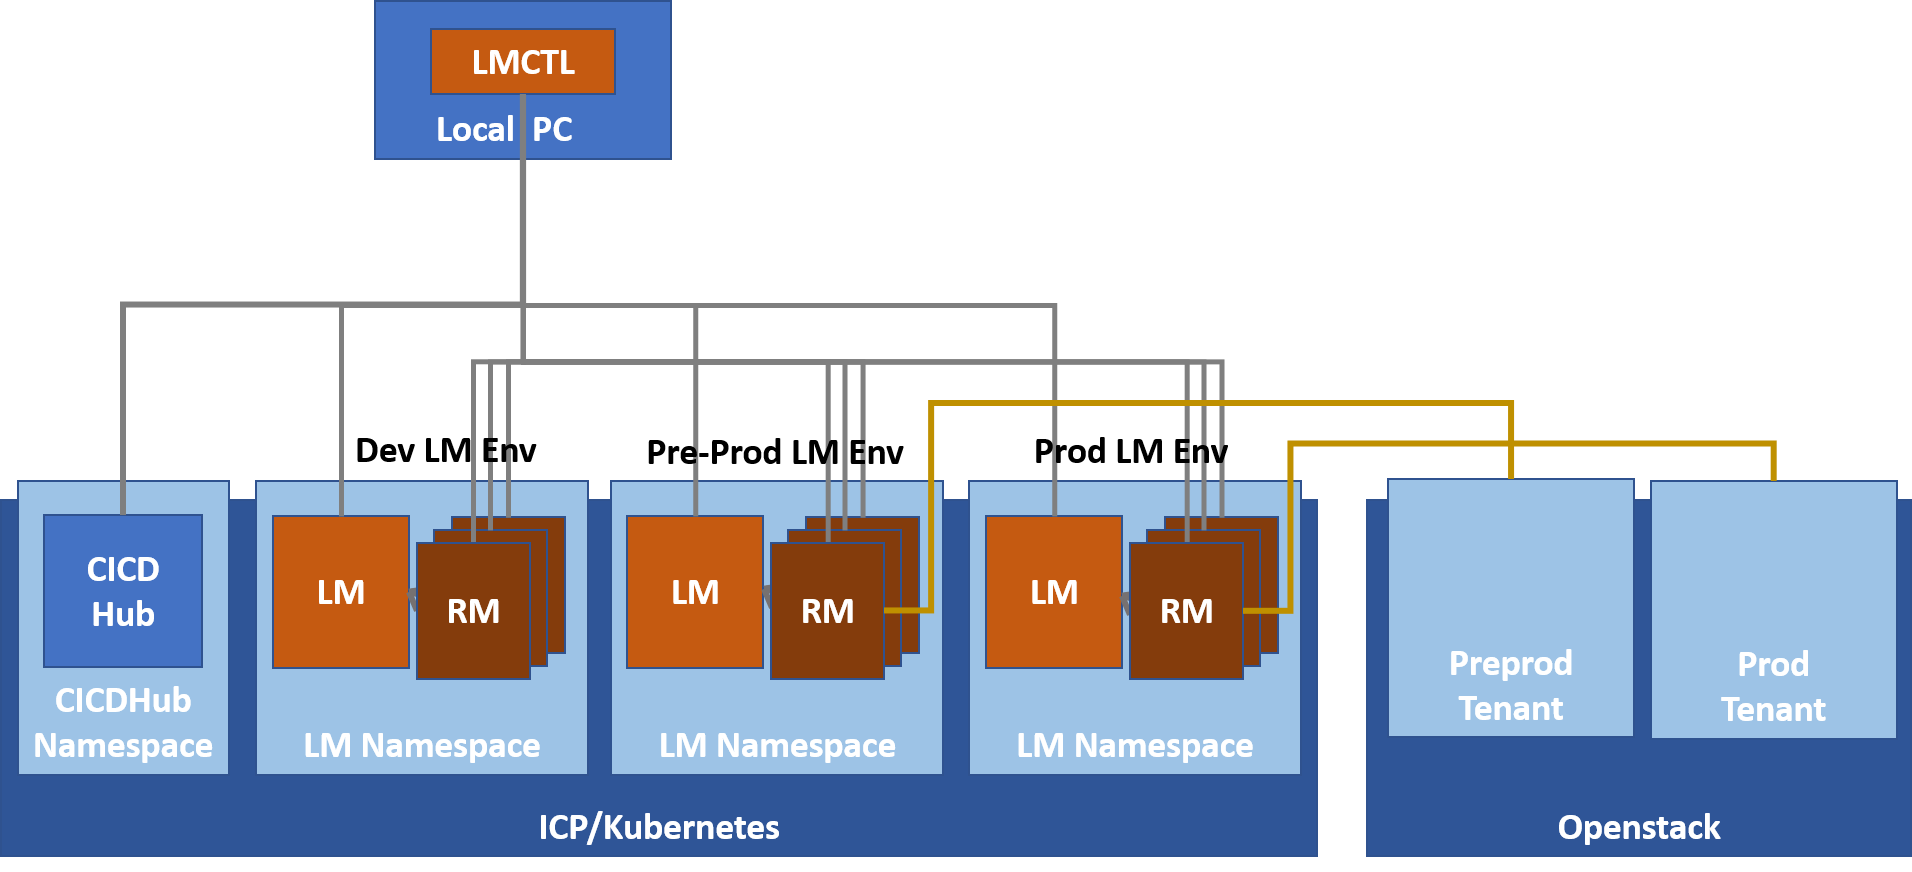 LMCTL
Local PC
Dev LM Env
Pre-Prod LM Env
Prod LM Env
CICD
Hub
CICDHub
Namespace
LM
RM
LM Namespace
LM
RM
LM Namespace
LM
RM
LM Namespace
Preprod
Tenant
Prod
Tenant
ICP/Kubernetes
Openstack